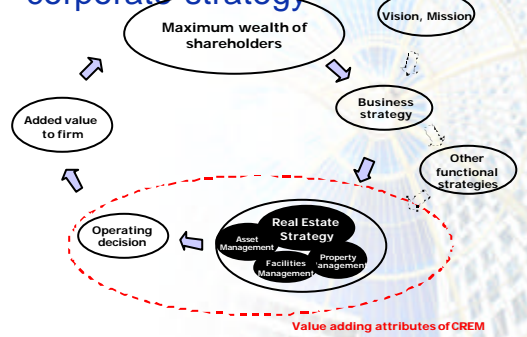 corporate strategy
Maximum wealth of
shareholders
Vision, Mission
Business
strategy
Added value
to firm
Other
functional
strategies
Operating
decision
Real Estate
Strategy
Asset
Management
Facilities
Management
Property
Management
Value adding attributes of CREM